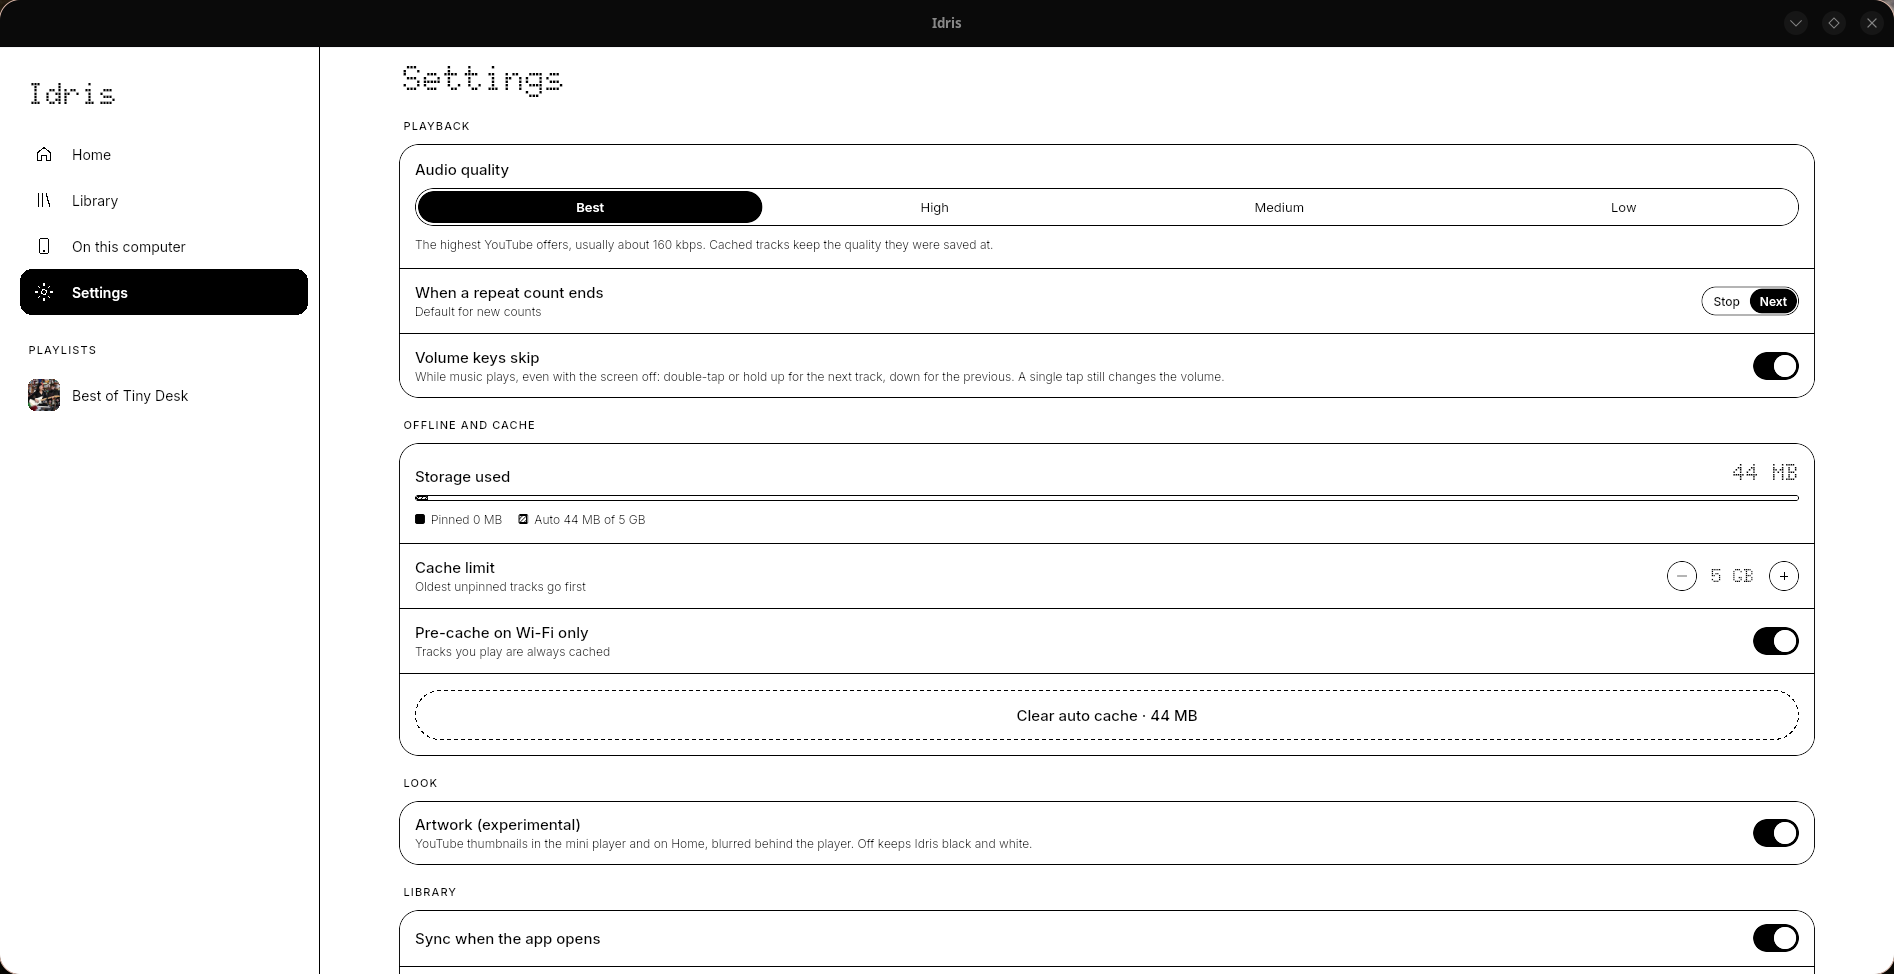 Idris
Idris
Home
Library
On this computer
Settings
PLAYLISTS
Best of Tiny Desk
Settings
PLAYBACK
Audio quality
Best
High
Medium
Low
The highest YouTube offers, usually about 160 kbps. Cached tracks keep the quality they were saved at.
When a repeat count ends
Default for new counts
Stop
Next
Volume keys skip
While music plays, even with the screen off: double-tap or hold up for the next track, down for the previous. A single tap still changes the volume.
OFFLINE AND CACHE
Storage used
44 MB
Pinned 0 MB
Auto 44 MB of 5 GB
Cache limit
Oldest unpinned tracks go first
5 GB
Pre-cache on Wi-Fi only
Tracks you play are always cached
Clear auto cache · 44 MB
LOOK
Artwork (experimental)
YouTube thumbnails in the mini player and on Home, blurred behind the player. Off keeps Idris black and white.
LIBRARY
Sync when the app opens